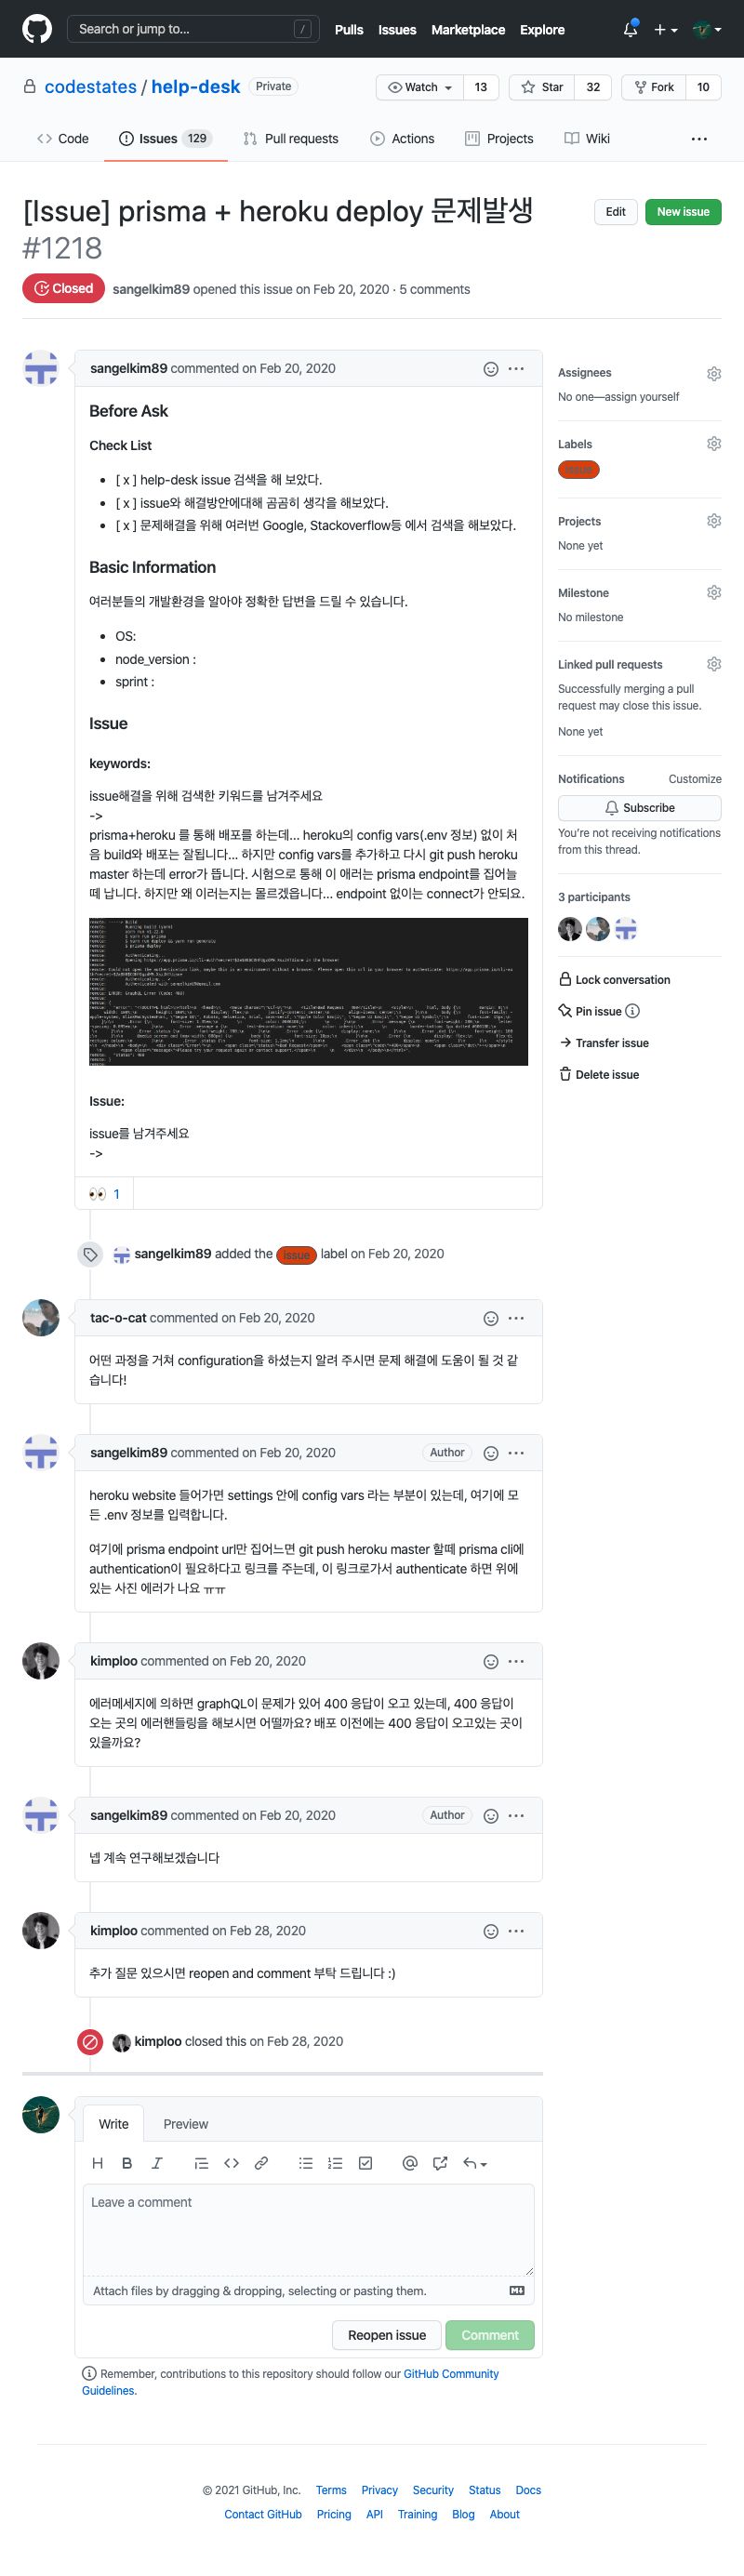 Search or jump to...
/
Pulls
Issues
Marketplace
Explore
codestates / help-desk
Private
Watch
13
Star
32
Fork
10
Code
Issues 129
Pull requests
Actions
Projects
Wiki
[Issue] prisma + heroku deploy 문제발생
#1218
Edit
New issue
Closed
sangelkim89 opened this issue on Feb 20, 2020 · 5 comments
sangelkim89 commented on Feb 20, 2020
Before Ask
Check List
[ x ] help-desk issue 검색을 해 보았다.
[ x ] issue와 해결방안에대해 곰곰히 생각을 해보았다.
[ x ] 문제해결을 위해 여러번 Google, Stackoverflow등 에서 검색을 해보았다.
Basic Information
여러분들의 개발환경을 알아야 정확한 답변을 드릴 수 있습니다.
OS:
node_version :
sprint :
Issue
keywords:
issue해결을 위해 검색한 키워드를 남겨주세요
->
prisma+heroku 를 통해 배포를 하는데... heroku의 config vars(.env 정보) 없이 처
음 build와 배포는 잘됩니다... 하지만 config vars를 추가하고 다시 git push heroku
master 하는데 error가 뜹니다. 시험으로 통해 이 애러는 prisma endpoint를 집어늘
떼 납니다. 하지만 왜 이러는지는 몰르겠읍니다... endpoint 없이는 connect가 안되요.
Issue:
issue를 남겨주세요
->
👀 1
sangelkim89 added the issue label on Feb 20, 2020
tac-o-cat commented on Feb 20, 2020
어떤 과정을 거쳐 configuration을 하셨는지 알려 주시면 문제 해결에 도움이 될 것 같
습니다!
sangelkim89 commented on Feb 20, 2020
Author
heroku website 들어가면 settings 안에 config vars 라는 부분이 있는데, 여기에 모
든 .env 정보를 입력합니다.
여기에 prisma endpoint url만 집어느면 git push heroku master 할떼 prisma cli에
authentication이 필요하다고 링크를 주는데, 이 링크로가서 authenticate 하면 위에
있는 사진 에러가 나요 ㅠㅠ
kimploo commented on Feb 20, 2020
에러메세지에 의하면 graphQL이 문제가 있어 400 응답이 오고 있는데, 400 응답이
오는 곳의 에러핸들링을 해보시면 어떨까요? 배포 이전에는 400 응답이 오고있는 곳이
있을까요?
sangelkim89 commented on Feb 20, 2020
Author
넵 계속 연구해보겠습니다
kimploo commented on Feb 28, 2020
추가 질문 있으시면 reopen and comment 부탁 드립니다 :)
kimploo closed this on Feb 28, 2020
Write
Preview
Leave a comment
Attach files by dragging & dropping, selecting or pasting them.
Reopen issue
Comment
Remember, contributions to this repository should follow our GitHub Community
Guidelines.
Assignees
No one—assign yourself
Labels
issue
Projects
None yet
Milestone
No milestone
Linked pull requests
Successfully merging a pull
request may close this issue.
None yet
Notifications
Customize
Subscribe
You're not receiving notifications
from this thread.
3 participants
Lock conversation
Pin issue
Transfer issue
Delete issue
© 2021 GitHub, Inc.
Terms
Privacy
Security
Status
Docs
Contact GitHub
Pricing
API
Training
Blog
About